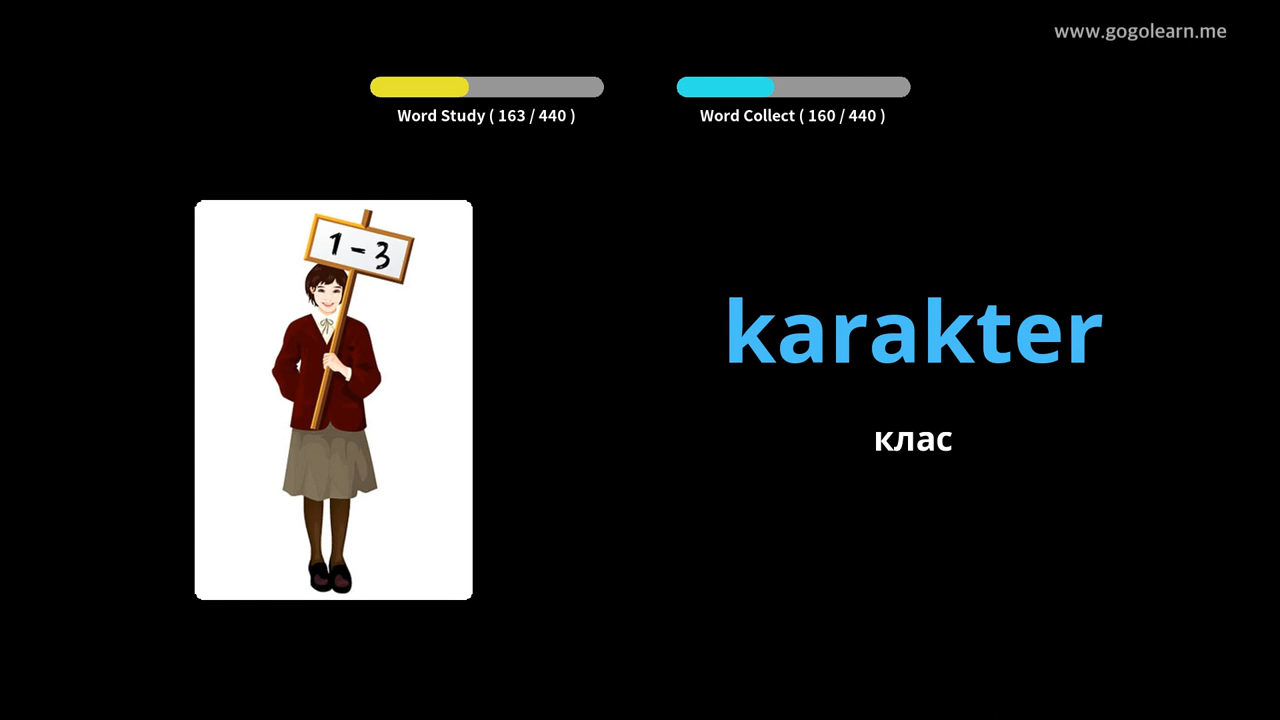 www.gogolearn.me
Word Study ( 163 / 440 )
Word Collect ( 160 / 440 )
1 - 3
karakter
клас